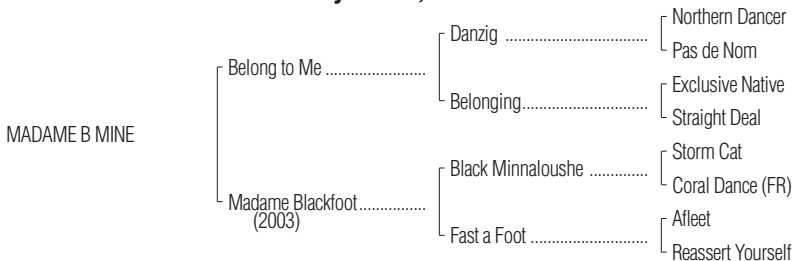 Northern Dancer
Danzig ........................................
Pas de Nom
Belong to Me ............................
Exclusive Native
Belonging...................................
Straight Deal
MADAME B MINE
Storm Cat
Black Minnaloushe ................
Coral Dance (FR)
Madame Blackfoot...................
(2003)
Afleet
Fast a Foot .................................
Reassert Yourself